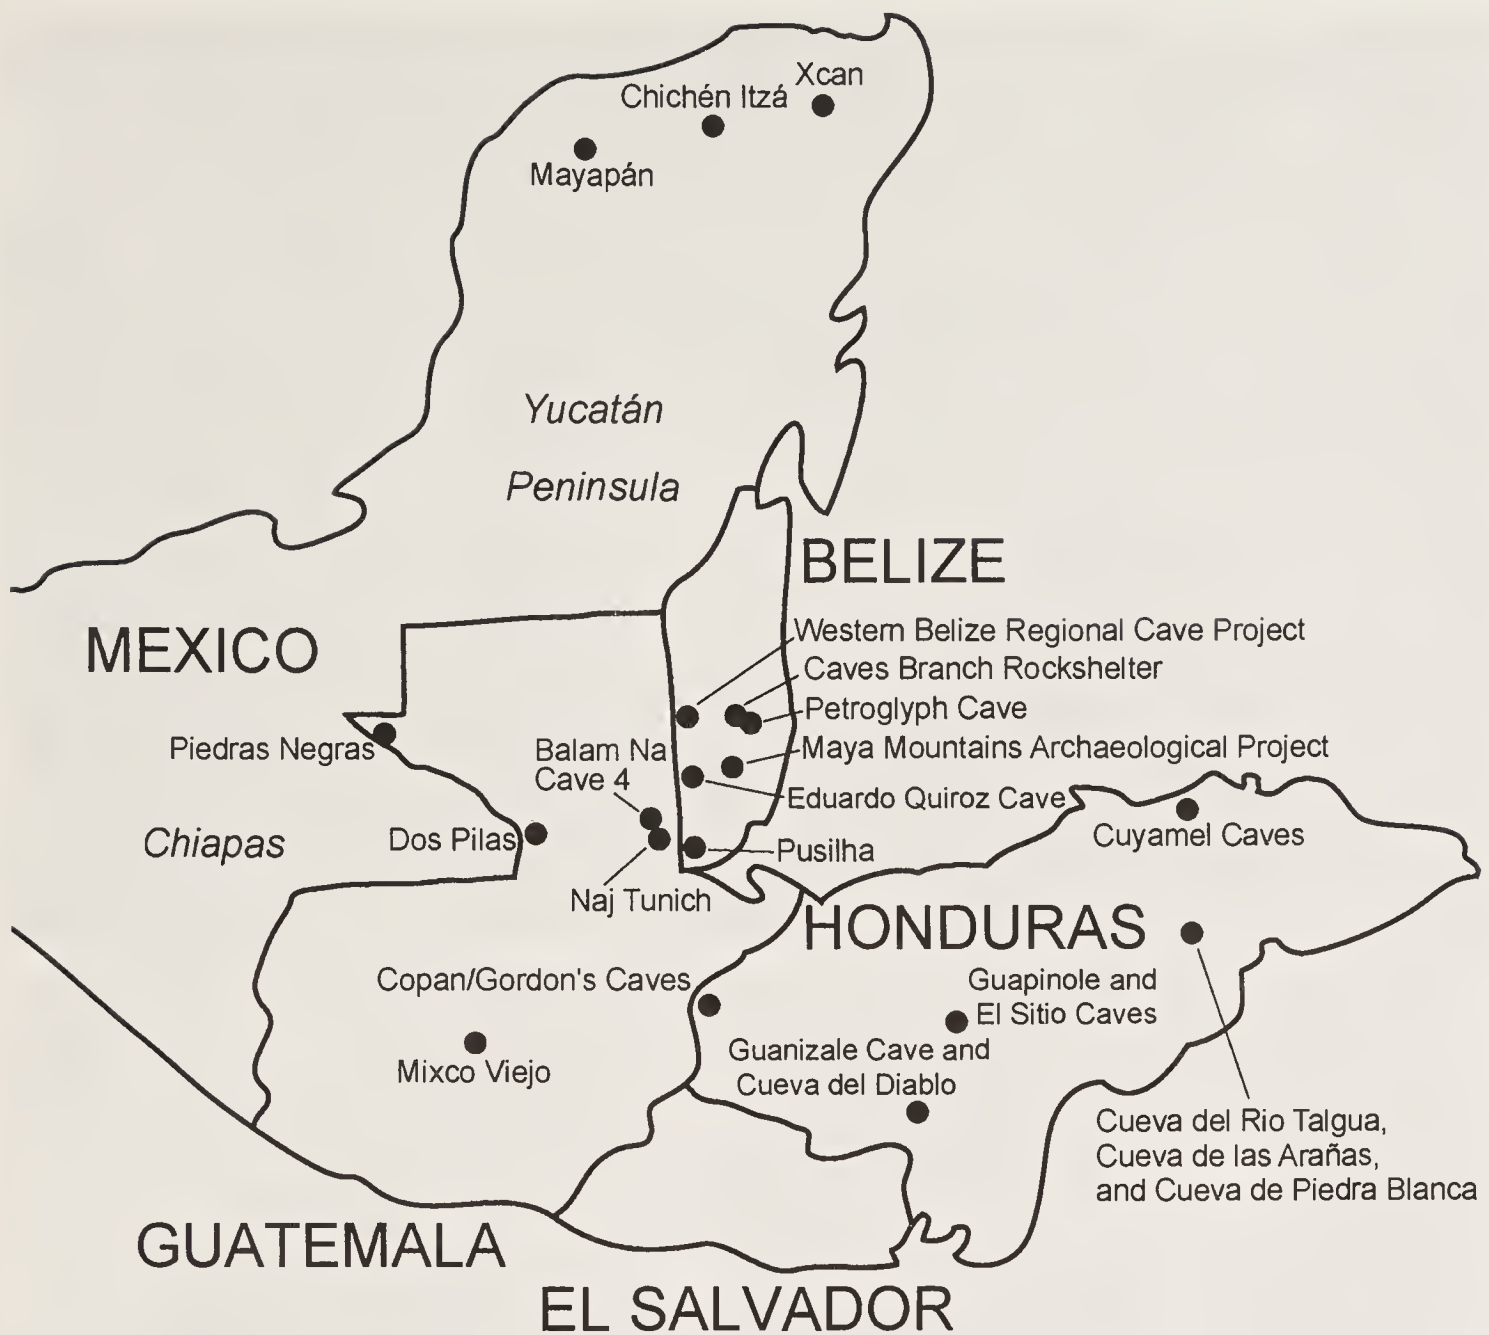 Xcan
Chichén Itzá
Mayapán
Yucatán
Peninsula
BELIZE
Western Belize Regional Cave Project
MEXICO
Caves Branch Rockshelter
Petroglyph Cave
Piedras Negras
Balam Na
Cave 4
Maya Mountains Archaeological Project
Eduardo Quiroz Cave
Cuyamel Caves
Chiapas
Dos Pilas
Pusilha
Naj Tunich
HONDURAS
Copan/Gordon's Caves
Guapinole and
El Sitio Caves
Mixco Viejo
Guanizale Cave and
Cueva del Diablo
Cueva del Rio Talgua,
Cueva de las Arañas,
and Cueva de Piedra Blanca
GUATEMALA
EL SALVADOR